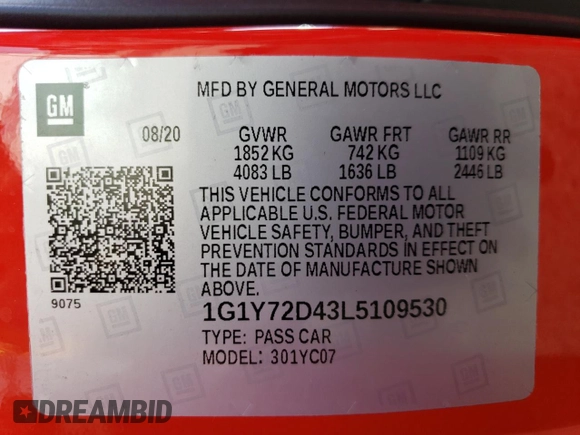 GM
MFD BY GENERAL MOTORS LLC
08/20 GVWR GAWR FRT GAWR RR
1852 KG 742 KG 1109 KG
4083 LB 1636 LB 2446 LB
THIS VEHICLE CONFORMS TO ALL
APPLICABLE U.S. FEDERAL MOTOR
VEHICLE SAFETY, BUMPER, AND THEFT
PREVENTION STANDARDS IN EFFECT ON
THE DATE OF MANUFACTURE SHOWN
ABOVE.
9075
1G1Y72D43L5109530
TYPE: PASS CAR
MODEL: 301YC07
DREAMBID